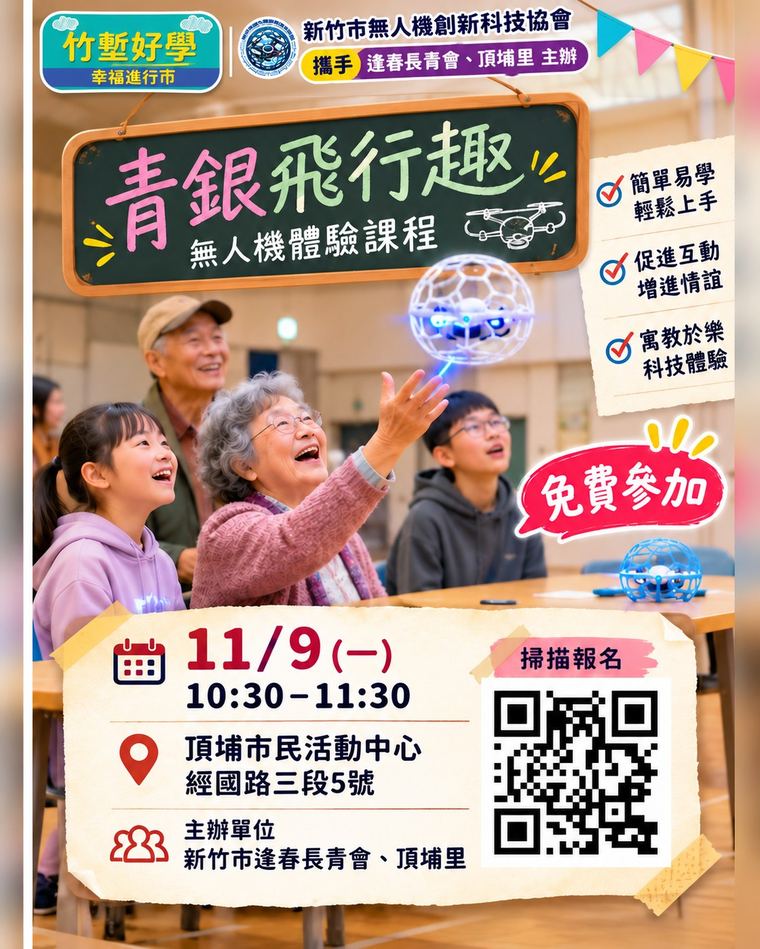 竹塹好學
幸福進行市
新竹市無人機創新科技協會
攜手 逢春長青會、頂埔里 主辦
青銀飛行趣
無人機體驗課程
簡單易學
輕鬆上手
促進互動
增進情誼
寓教於樂
科技體驗
免費參加
11/9(一)
10:30-11:30
頂埔市民活動中心
經國路三段5號
主辦單位
新竹市逢春長青會、頂埔里
掃描報名